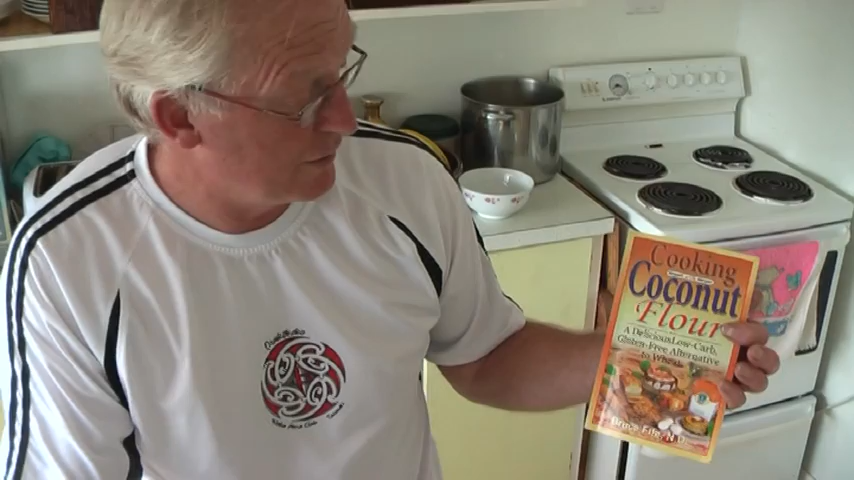 Cooking
Coconut
Flour
A Delicious Low-Carb,
Gluten-Free Alternative
to Wheat
Bruce Fife, N.D.